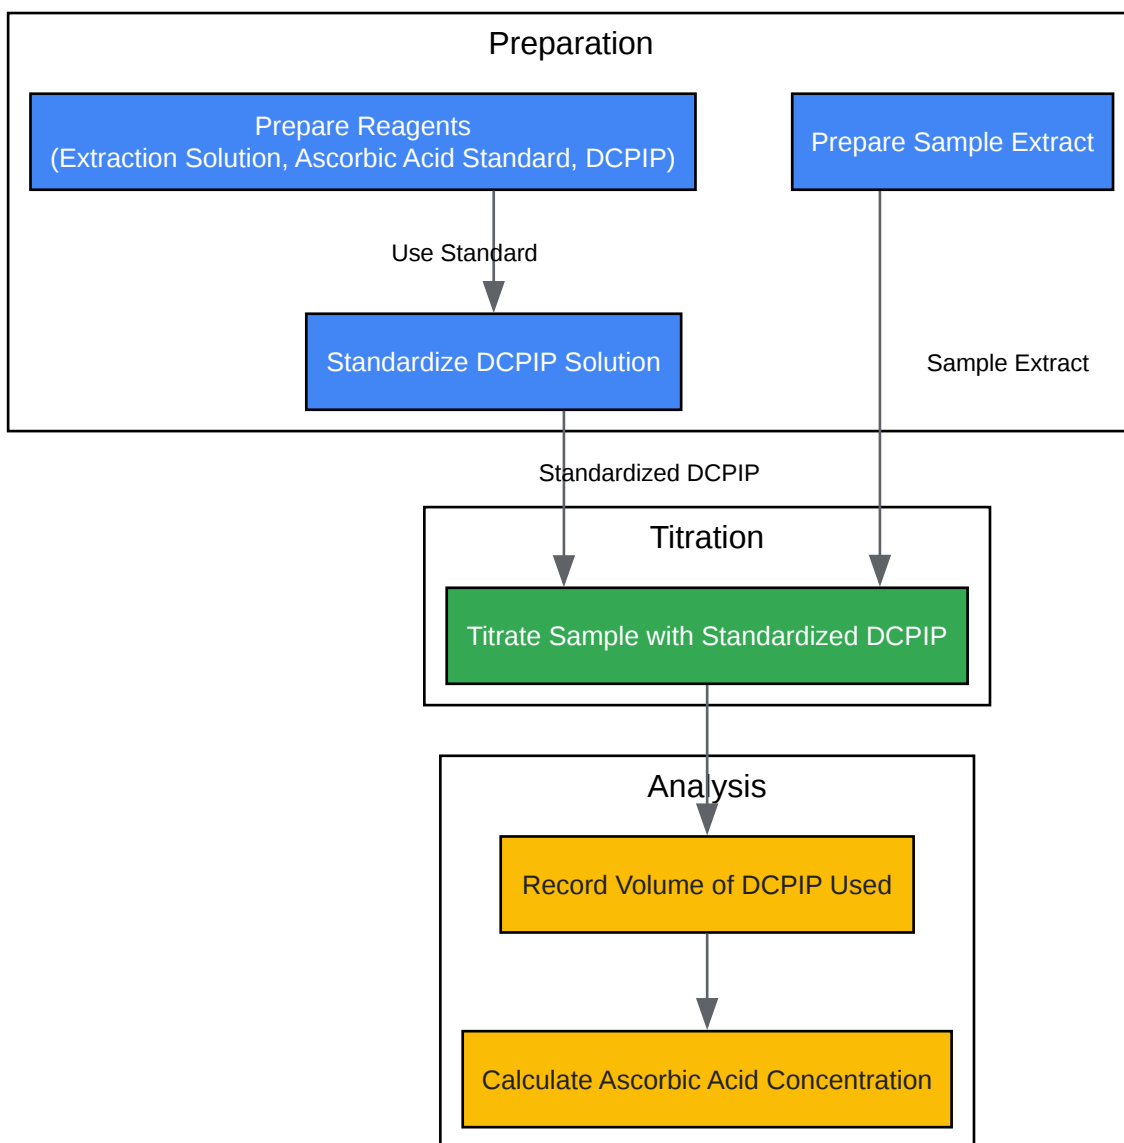 Preparation
Prepare Reagents
(Extraction Solution, Ascorbic Acid Standard, DCPIP)
Prepare Sample Extract
Use Standard
Standardize DCPIP Solution
Sample Extract
Standardized DCPIP
Titration
Titrate Sample with Standardized DCPIP
Analysis
Record Volume of DCPIP Used
Calculate Ascorbic Acid Concentration